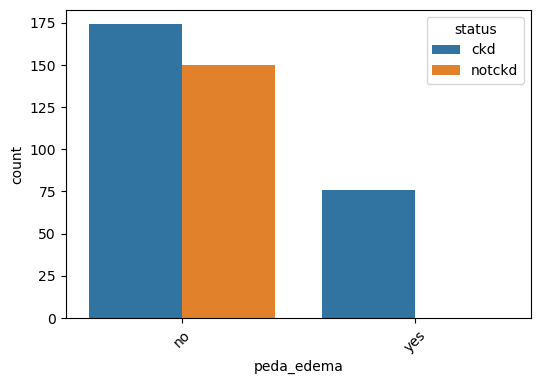 175
150
125
100
75
50
25
0
count
status
ckd
notckd
no
yes
peda_edema